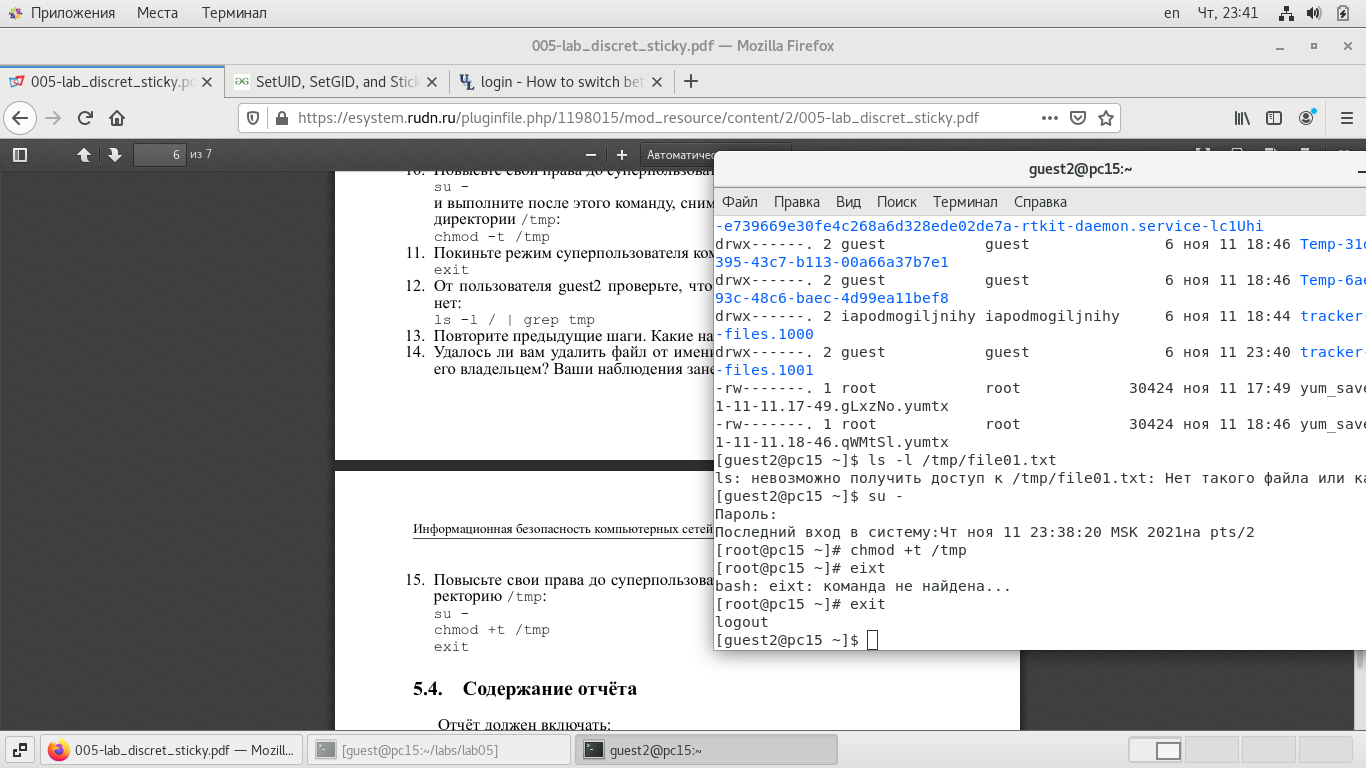 Приложения Места Терминал en Чт, 23:41
005-lab_discret_sticky.pdf — Mozilla Firefox
005-lab_discret_sticky.pd SetUID, SetGID, and Stick login - How to switch bet
https://esystem.rudn.ru/pluginfile.php/1198015/mod_resource/content/2/005-lab_discret_sticky.pdf
6 из 7 Автоматичес
su -
и выполните после этого команду, сним
директории /tmp:
chmod -t /tmp
11. Покиньте режим суперпользователя ком
exit
12. От пользователя guest2 проверьте, что
нет:
ls -l / | grep tmp
13. Повторите предыдущие шаги. Какие на
14. Удалось ли вам удалить файл от имени
его владельцем? Ваши наблюдения зане
Информационная безопасность компьютерных сетей
15. Повысьте свои права до суперпользова
ректорию /tmp:
su -
chmod +t /tmp
exit
5.4. Содержание отчёта
Отчёт должен включать:
guest2@pc15:~
Файл Правка Вид Поиск Терминал Справка
-e739669e30fe4c268a6d328ede02de7a-rtkit-daemon.service-lc1Uhi
drwx------. 2 guest guest 6 ноя 11 18:46 Temp-31
395-43c7-b113-00a66a37b7e1
drwx------. 2 guest guest 6 ноя 11 18:46 Temp-6a
93c-48c6-baec-4d99ea11bef8
drwx------. 2 iapodmogiljnihy iapodmogiljnihy 6 ноя 11 18:44 tracker-
-files.1000
drwx------. 2 guest guest 6 ноя 11 23:40 tracker-
-files.1001
-rw-------. 1 root root 30424 ноя 11 17:49 yum_save
1-11-11.17-49.gLxzNo.yumtx
-rw-------. 1 root root 30424 ноя 11 18:46 yum_save
1-11-11.18-46.qWMtSl.yumtx
[guest2@pc15 ~]$ ls -l /tmp/file01.txt
ls: невозможно получить доступ к /tmp/file01.txt: Нет такого файла или ка
[guest2@pc15 ~]$ su -
Пароль:
Последний вход в систему:Чт ноя 11 23:38:20 MSK 2021на pts/2
[root@pc15 ~]# chmod +t /tmp
[root@pc15 ~]# eixt
bash: eixt: команда не найдена...
[root@pc15 ~]# exit
logout
[guest2@pc15 ~]$
005-lab_discret_sticky.pdf — Mozill... [guest@pc15:~/labs/lab05] guest2@pc15:~